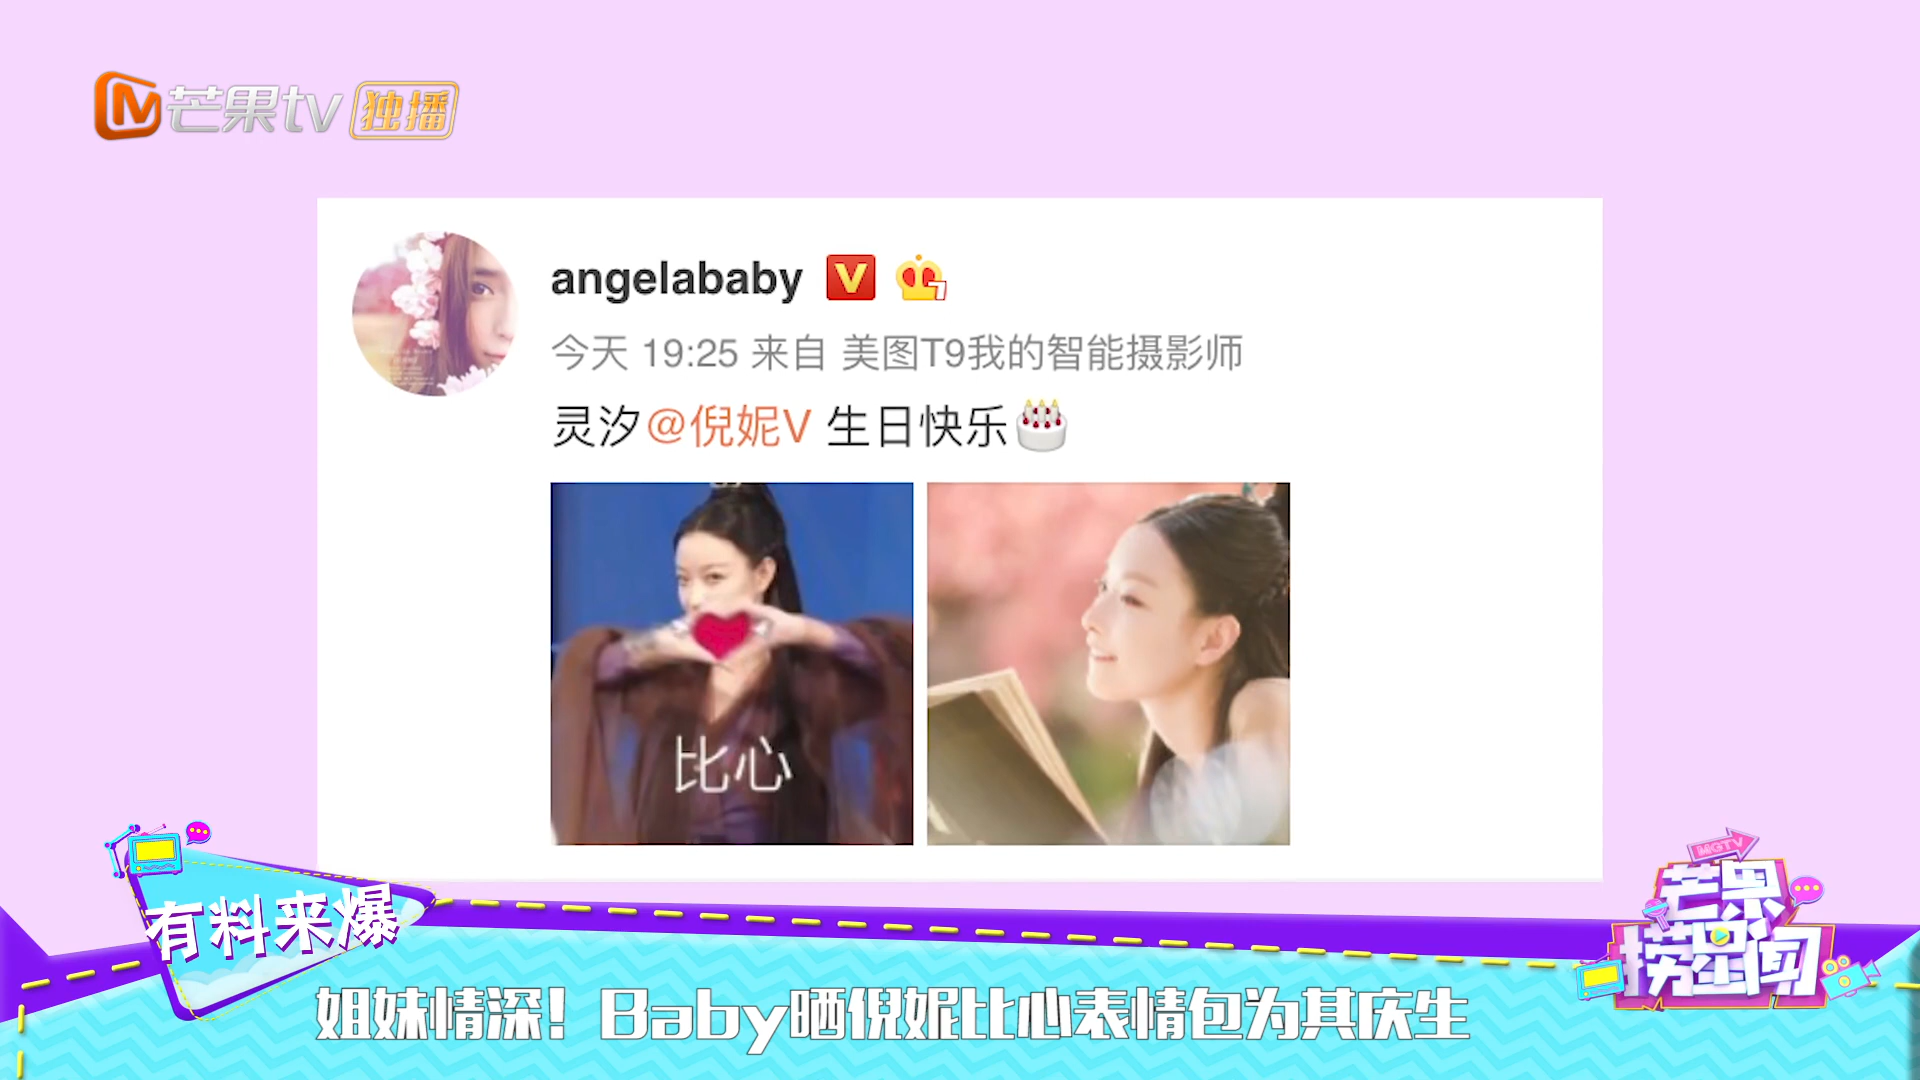 芒果tv 独播
angelababy
今天 19:25 来自 美图T9我的智能摄影师
灵汐@倪妮V 生日快乐
比心
有料来爆
MGTV
芒果
捞星闻
姐妹情深！Baby晒倪妮比心表情包为其庆生